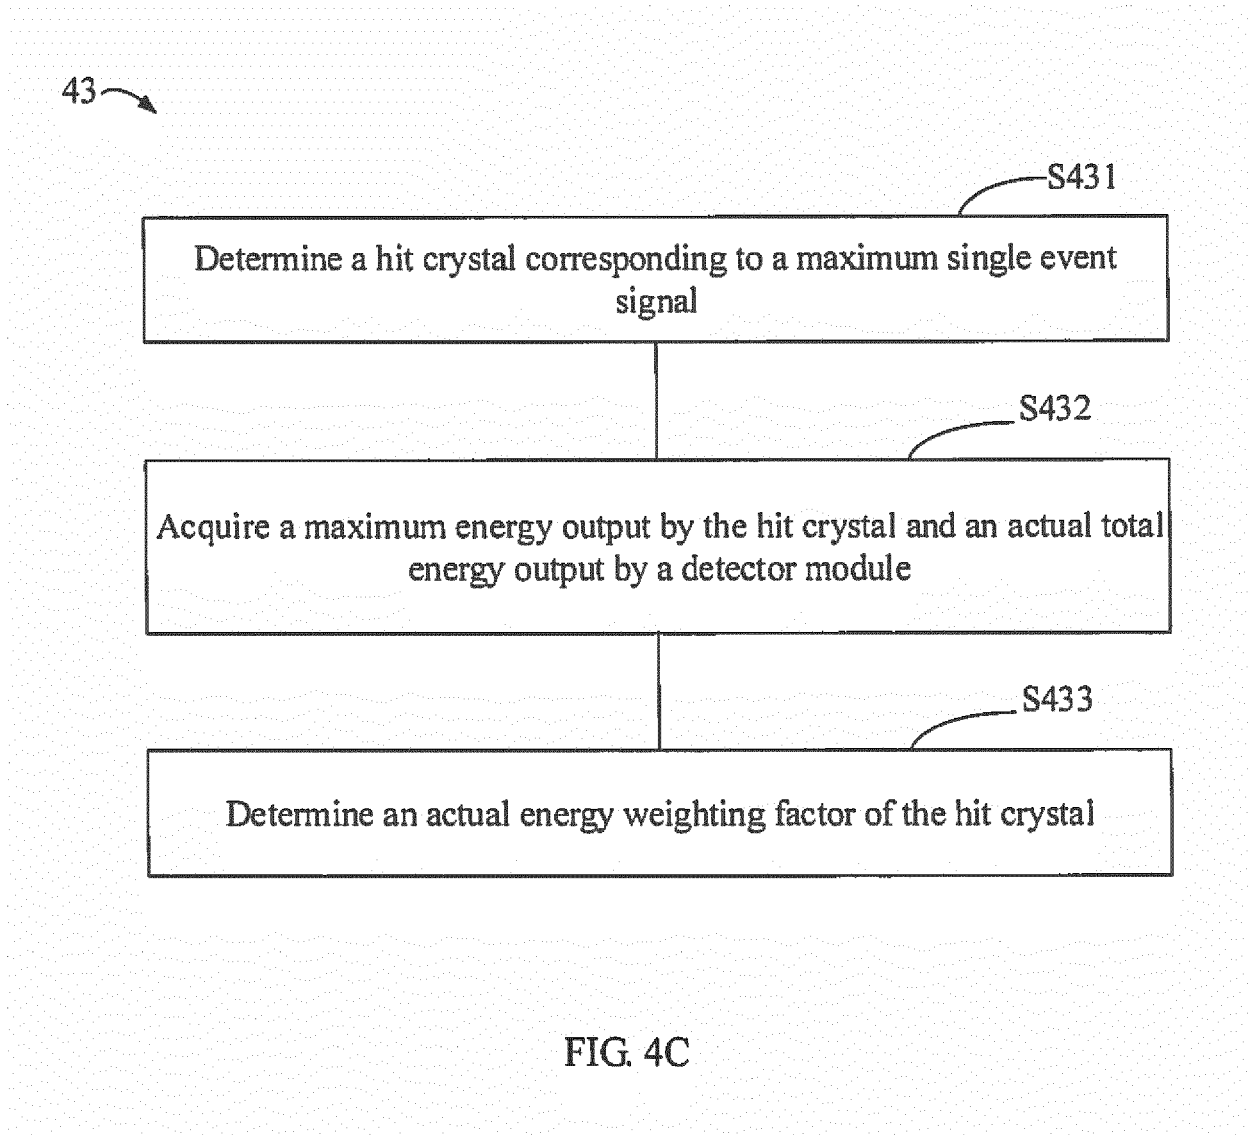 43
S431
Determine a hit crystal corresponding to a maximum single event
signal
S432
Acquire a maximum energy output by the hit crystal and an actual total
energy output by a detector module
S433
Determine an actual energy weighting factor of the hit crystal
FIG. 4C